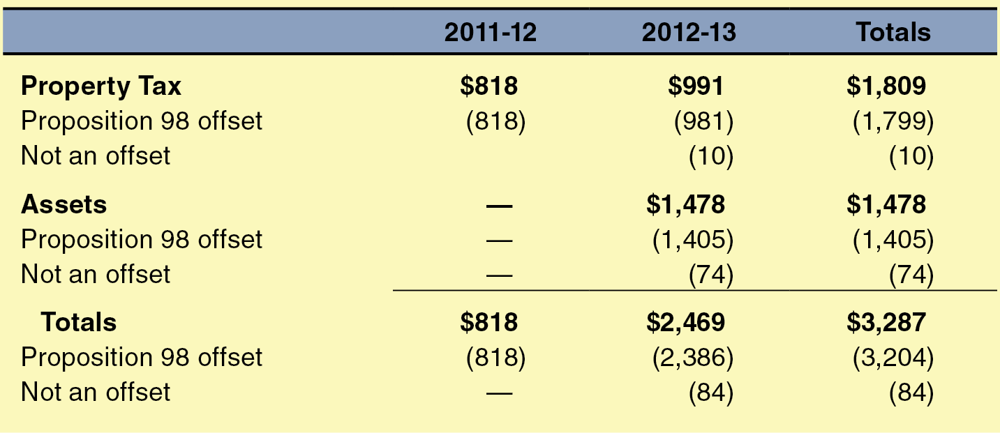 2011-12 2012-13 Totals
Property Tax $818 $991 $1,809
Proposition 98 offset (818) (981) (1,799)
Not an offset (10) (10)
Assets — $1,478 $1,478
Proposition 98 offset — (1,405) (1,405)
Not an offset — (74) (74)
Totals $818 $2,469 $3,287
Proposition 98 offset (818) (2,386) (3,204)
Not an offset — (84) (84)